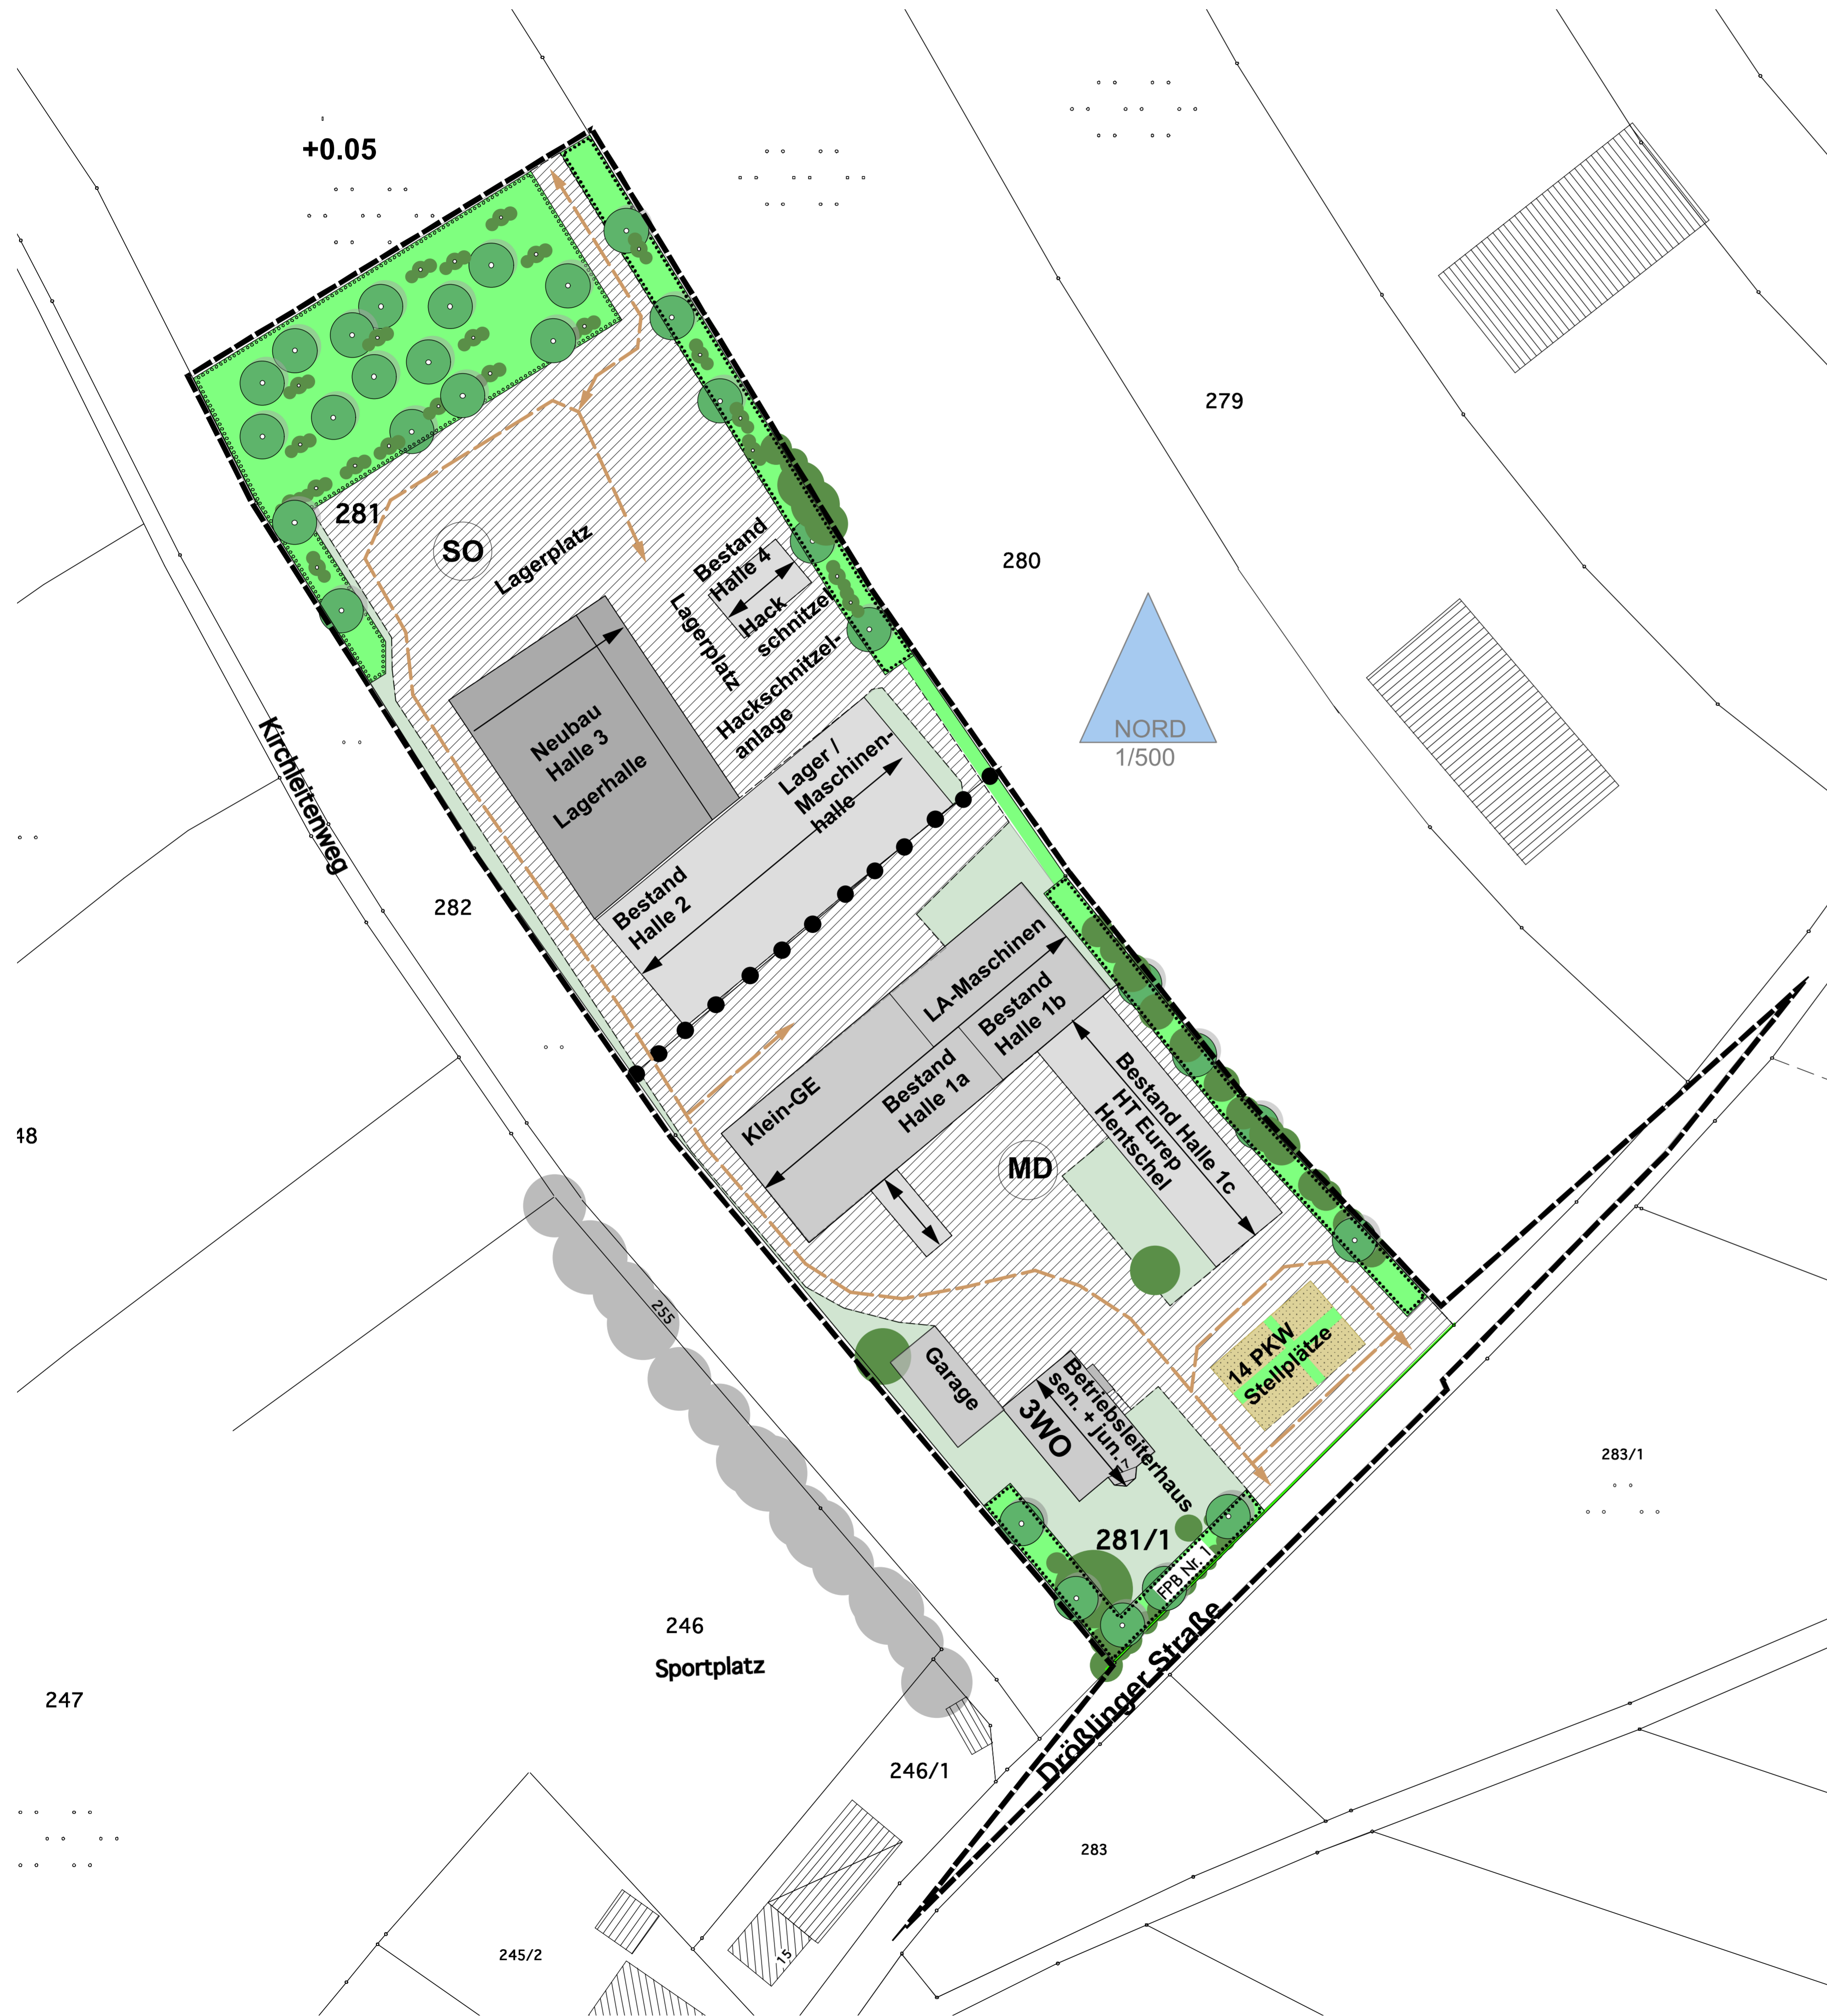 +0.05
279
281
SO
Lagerplatz
Bestand
Halle 4
Hack
schnitzel
280
Lagerplatz
Hackschnitzel-
anlage
NORD
1/500
Neubau
Halle 3
Lagerhalle
Lager /
Maschinen-
halle
Kirchleitenweg
282
Bestand
Halle 2
LA-Maschinen
Bestand
Halle 1b
Klein-GE
Bestand
Halle 1a
48
MD
Bestand Halle 1c
HT Eurep
Hentschel
255
14 PKW
Stellplätze
Garage
3WO
Betriebsleiterhaus
sen. + jun.
7
283/1
281/1
FPB Nr. 1
246
Sportplatz
Drößlinger Straße
247
246/1
283
245/2
15